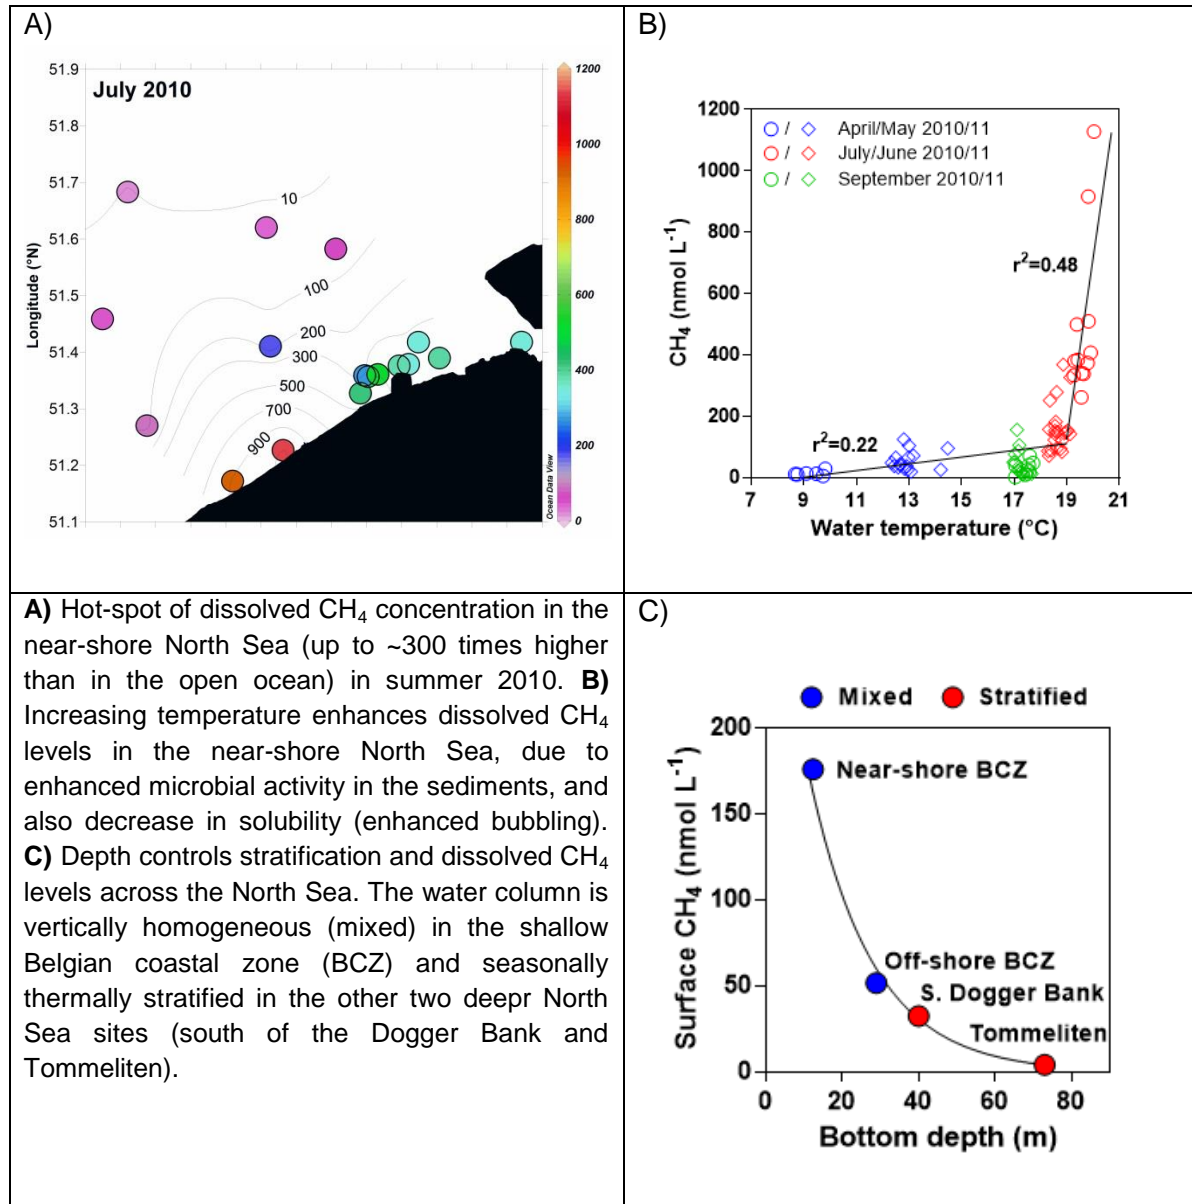 A)
July 2010
51.9
51.8
51.7
51.6
51.5
51.4
51.3
51.2
51.1
Longitude (°N)
10
100
200
300
500
700
900
1200
1000
800
600
400
200
0
Ocean Data View
B)
1200
1000
800
600
400
200
0
CH4 (nmol L-1)
/ April/May 2010/11
/ July/June 2010/11
/ September 2010/11
r2=0.48
r2=0.22
7 9 11 13 15 17 19 21
Water temperature (°C)
A) Hot-spot of dissolved CH4 concentration in the
near-shore North Sea (up to ~300 times higher
than in the open ocean) in summer 2010. B)
Increasing temperature enhances dissolved CH4
levels in the near-shore North Sea, due to
enhanced microbial activity in the sediments, and
also decrease in solubility (enhanced bubbling).
C) Depth controls stratification and dissolved CH4
levels across the North Sea. The water column is
vertically homogeneous (mixed) in the shallow
Belgian coastal zone (BCZ) and seasonally
thermally stratified in the other two deepr North
Sea sites (south of the Dogger Bank and
Tommeliten).
C)
Mixed Stratified
200
150
100
50
0
Surface CH4 (nmol L-1)
Near-shore BCZ
Off-shore BCZ
S. Dogger Bank
Tommeliten
0 20 40 60 80
Bottom depth (m)